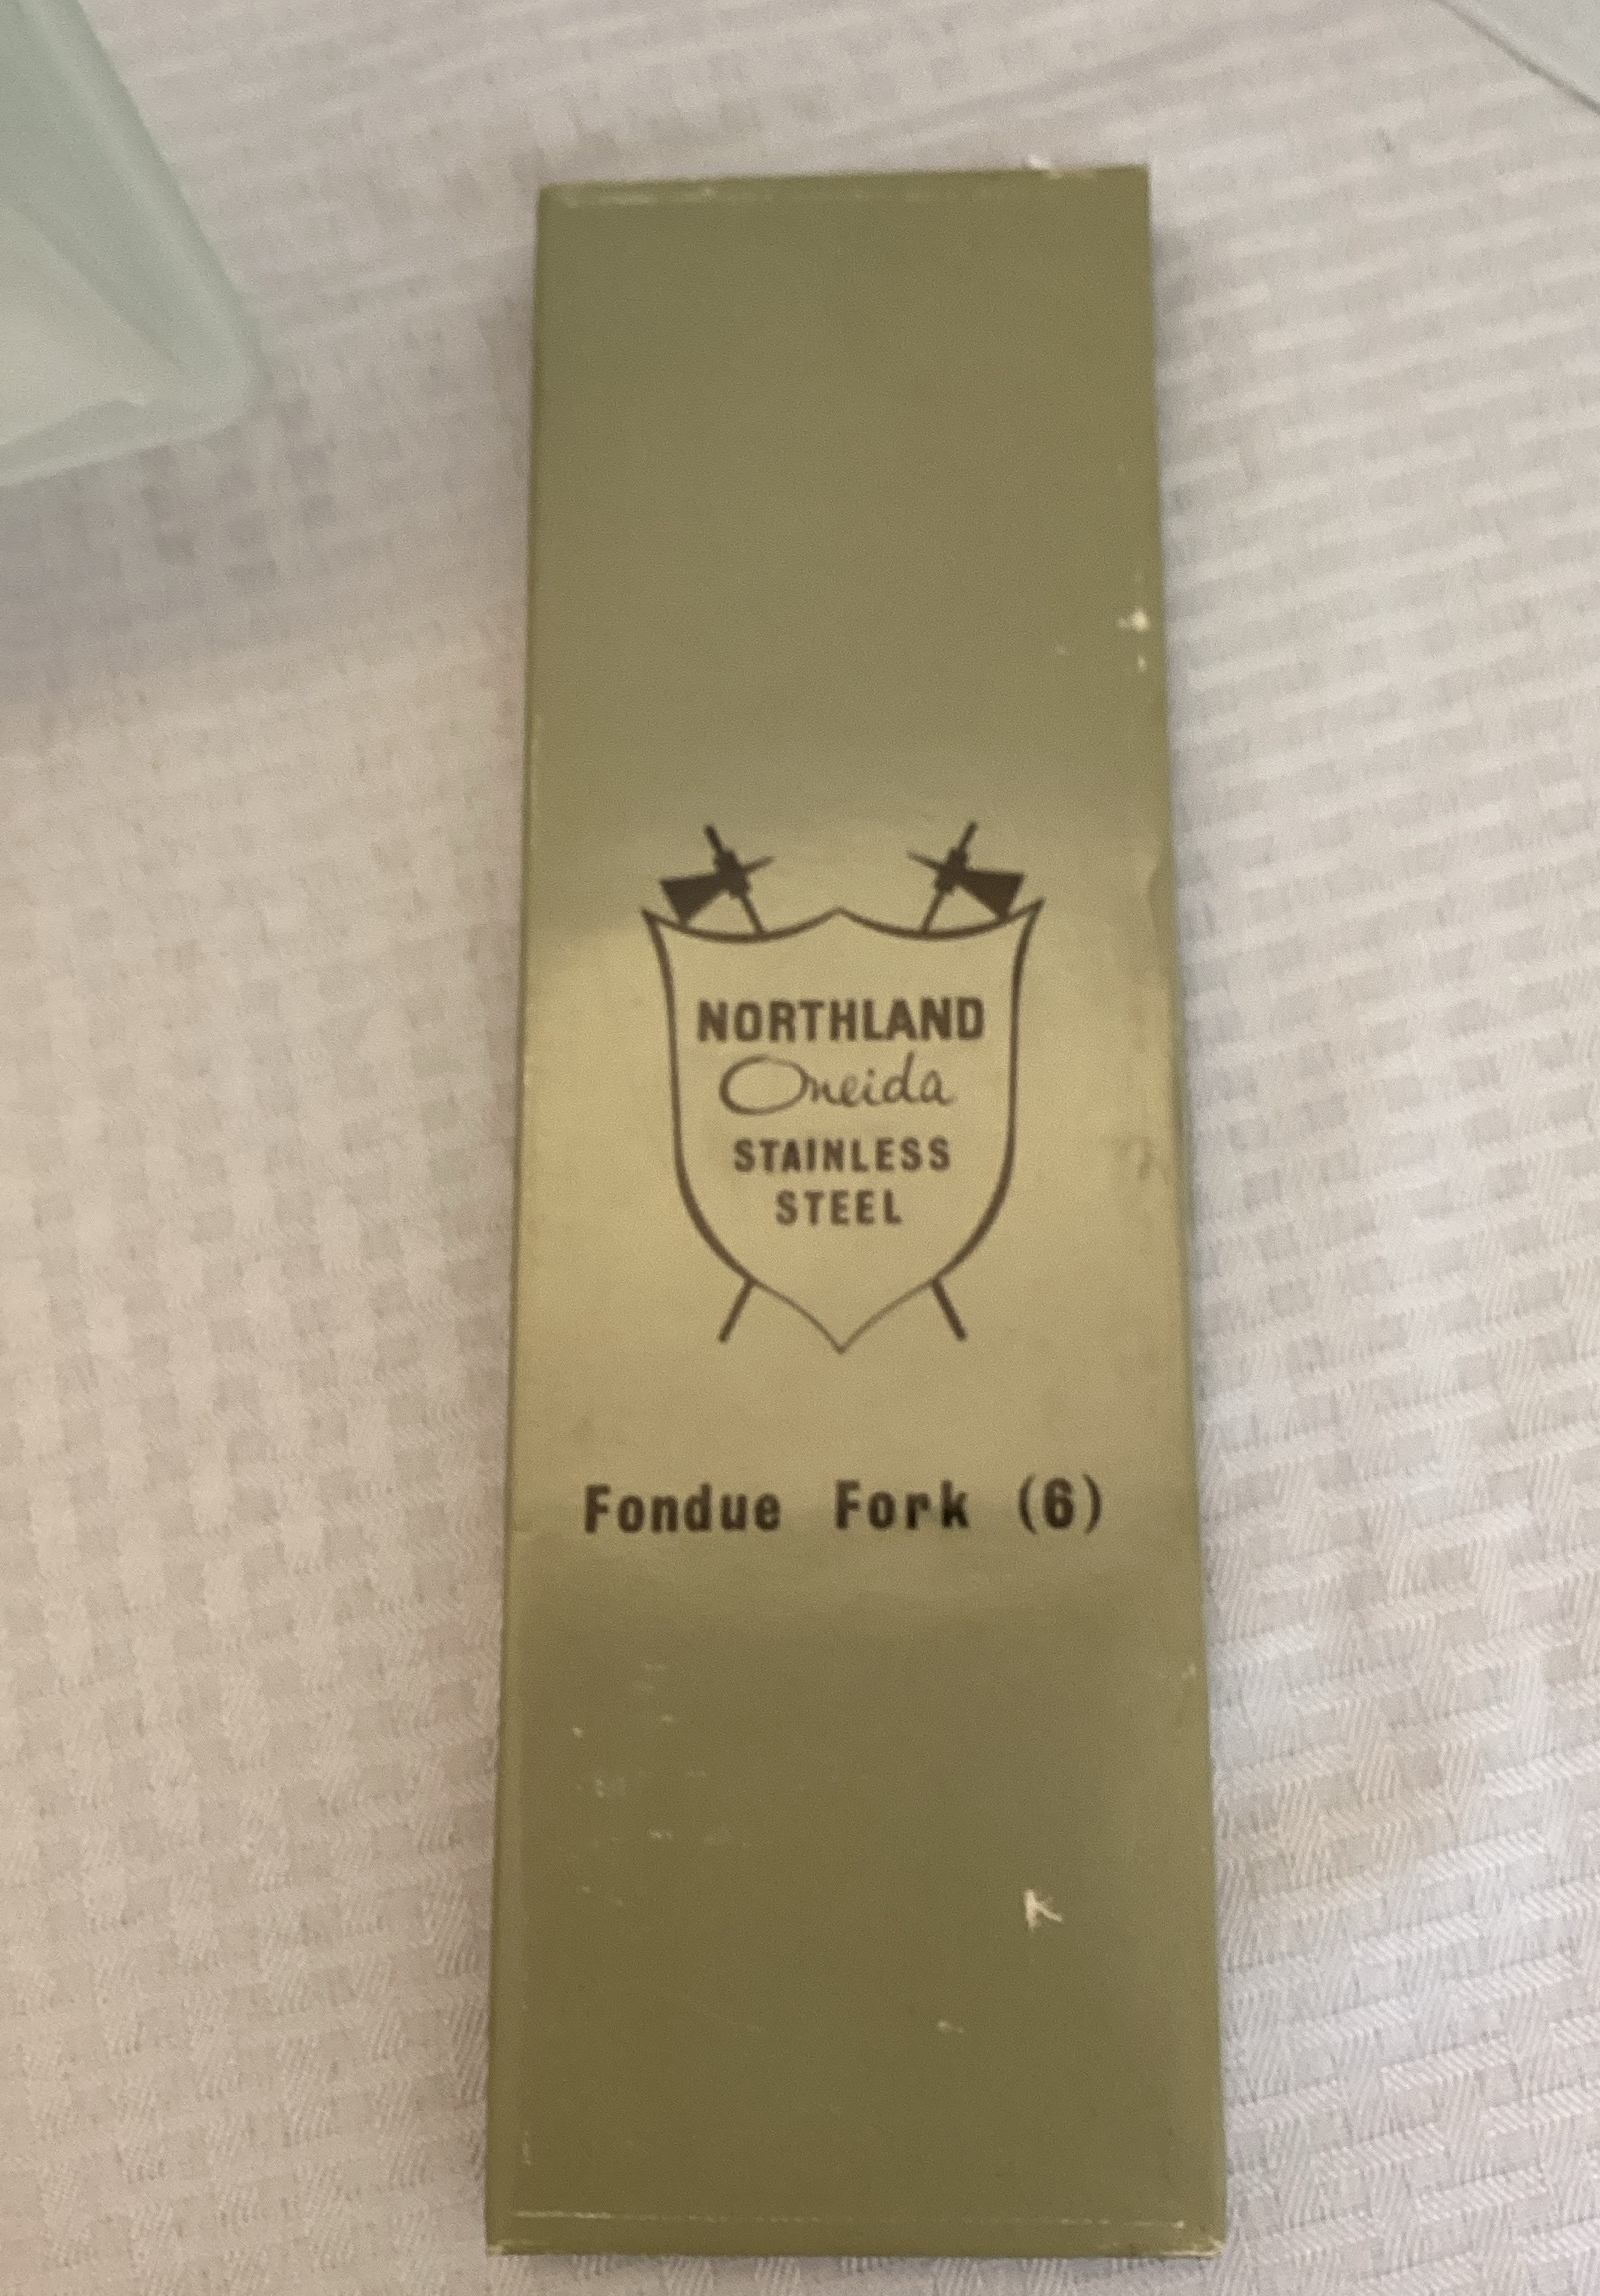 NORTHLAND
Oneida
STAINLESS
STEEL
Fondue Fork (6)